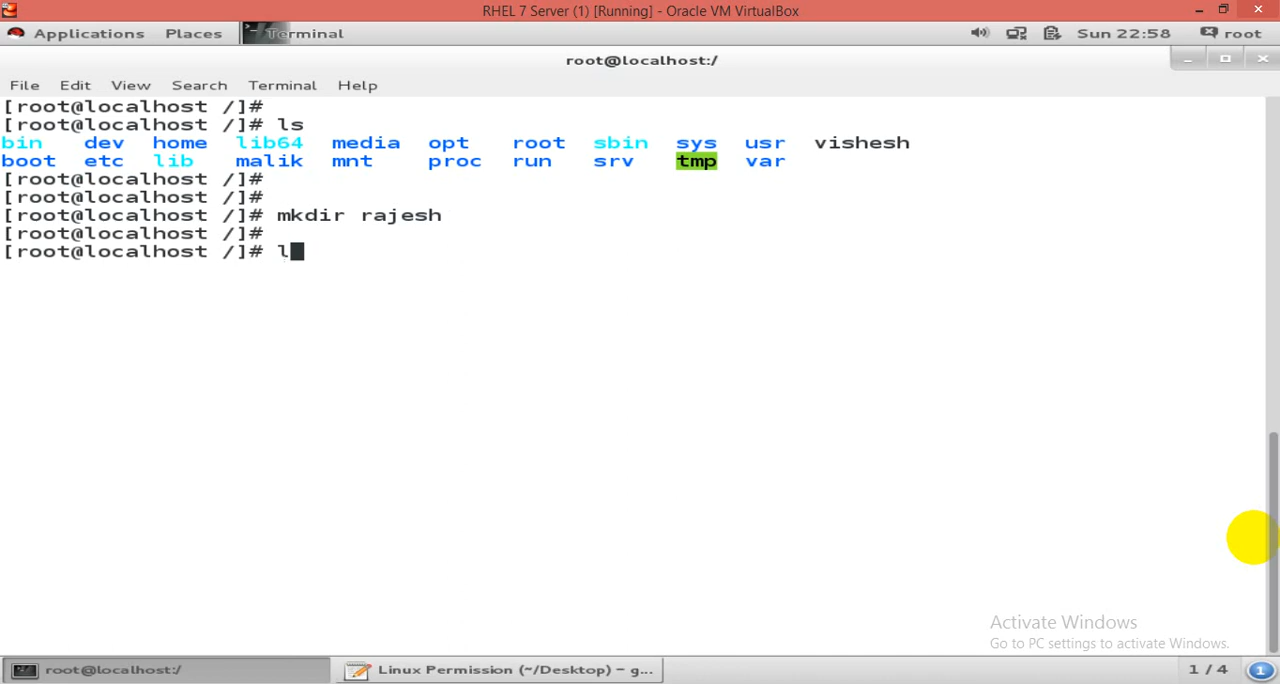 RHEL 7 Server (1) [Running] - Oracle VM VirtualBox
Applications Places Terminal Sun 22:58 root
root@localhost:/
File Edit View Search Terminal Help
[root@localhost /]#
[root@localhost /]# ls
bin dev home lib64 media opt root sbin sys usr vishesh
boot etc lib malik mnt proc run srv tmp var
[root@localhost /]#
[root@localhost /]#
[root@localhost /]# mkdir rajesh
[root@localhost /]#
[root@localhost /]# l
Activate Windows
Go to PC settings to activate Windows.
root@localhost:/ Linux Permission (~/Desktop) – g... 1 / 4 1